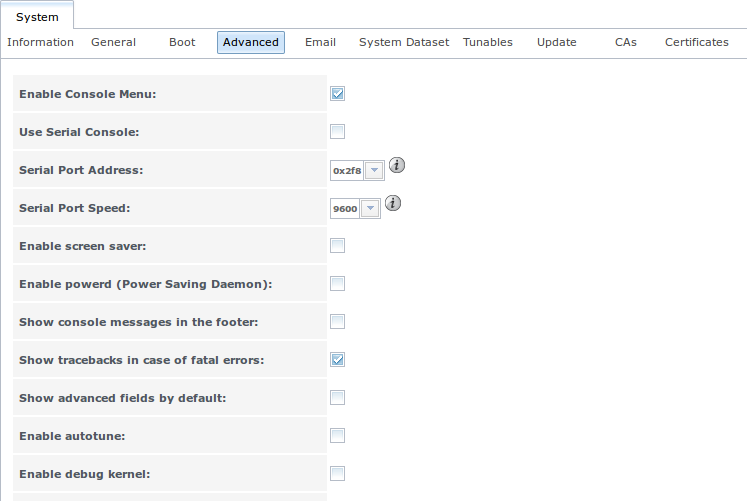 System
Information General Boot Advanced Email System Dataset Tunables Update CAs Certificates
Enable Console Menu:
Use Serial Console:
Serial Port Address: 0x2f8 i
Serial Port Speed: 9600 i
Enable screen saver:
Enable powerd (Power Saving Daemon):
Show console messages in the footer:
Show tracebacks in case of fatal errors:
Show advanced fields by default:
Enable autotune:
Enable debug kernel: